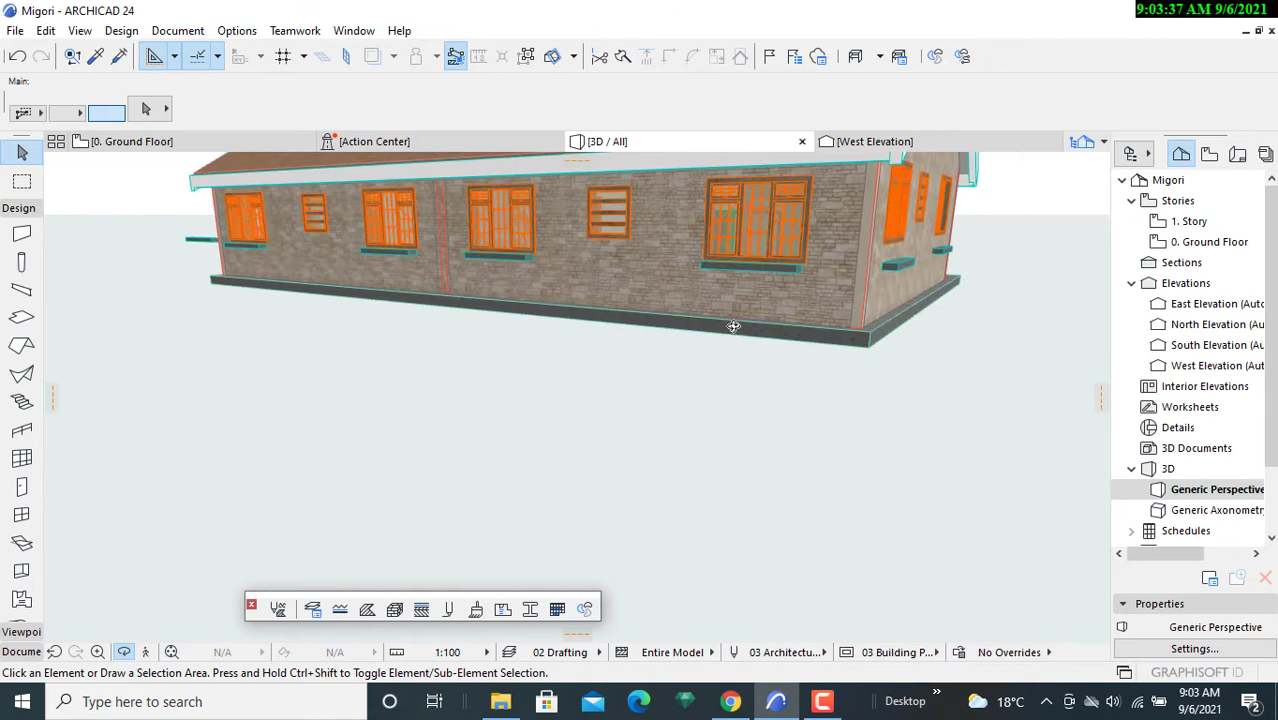 Migori - ARCHICAD 24
9:03:37 AM 9/6/2021
File Edit View Design Document Options Teamwork Window Help
Main:
[0. Ground Floor]
[Action Center]
[3D / All]
[West Elevation]
Migori
Stories
1. Story
0. Ground Floor
Sections
Elevations
East Elevation (Aut
North Elevation (Au
South Elevation (Au
West Elevation (Aut
Interior Elevations
Worksheets
Details
3D Documents
3D
Generic Perspective
Generic Axonometr
Schedules
Properties
Generic Perspective
Settings...
GRAPHISOFT ID
Design
Viewpoi
Docume
N/A
N/A
1:100
02 Drafting
Entire Model
03 Architectu...
03 Building P...
No Overrides
Click an Element or Draw a Selection Area. Press and Hold Ctrl+Shift to Toggle Element/Sub-Element Selection.
Type here to search
Desktop
18°C
9:03 AM
9/6/2021
2